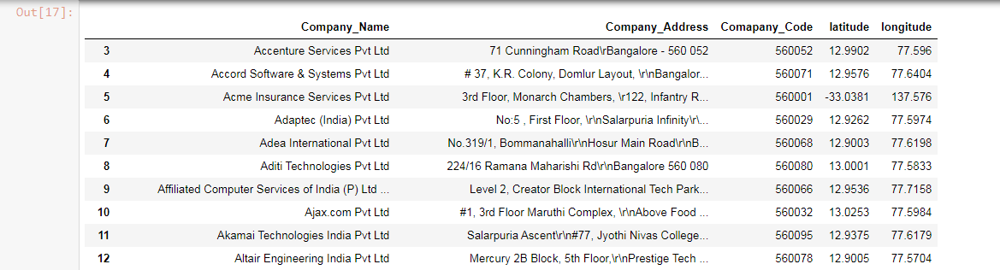 Out[17]:
Company_Name Company_Address Comapany_Code latitude longitude
3 Accenture Services Pvt Ltd 71 Cunningham Road\rBangalore - 560 052 560052 12.9902 77.596
4 Accord Software & Systems Pvt Ltd # 37, K.R. Colony, Domlur Layout, \r\nBangalor... 560071 12.9576 77.6404
5 Acme Insurance Services Pvt Ltd 3rd Floor, Monarch Chambers, \r122, Infantry R... 560001 -33.0381 137.576
6 Adaptec (India) Pvt Ltd No:5 , First Floor, \r\nSalarpuria Infinity\r\... 560029 12.9262 77.5974
7 Adea International Pvt Ltd No.319/1, Bommanahalli\r\nHosur Main Road\r\nB... 560068 12.9003 77.6198
8 Aditi Technologies Pvt Ltd 224/16 Ramana Maharishi Rd\r\nBangalore 560 080 560080 13.0001 77.5833
9 Affiliated Computer Services of India (P) Ltd ... Level 2, Creator Block International Tech Park... 560066 12.9536 77.7158
10 Ajax.com Pvt Ltd #1, 3rd Floor Maruthi Complex, \r\nAbove Food ... 560032 13.0253 77.5984
11 Akamai Technologies India Pvt Ltd Salarpuria Ascent\r\n#77, Jyothi Nivas College... 560095 12.9375 77.6179
12 Altair Engineering India Pvt Ltd Mercury 2B Block, 5th Floor,\r\nPrestige Tech ... 560078 12.9005 77.5704